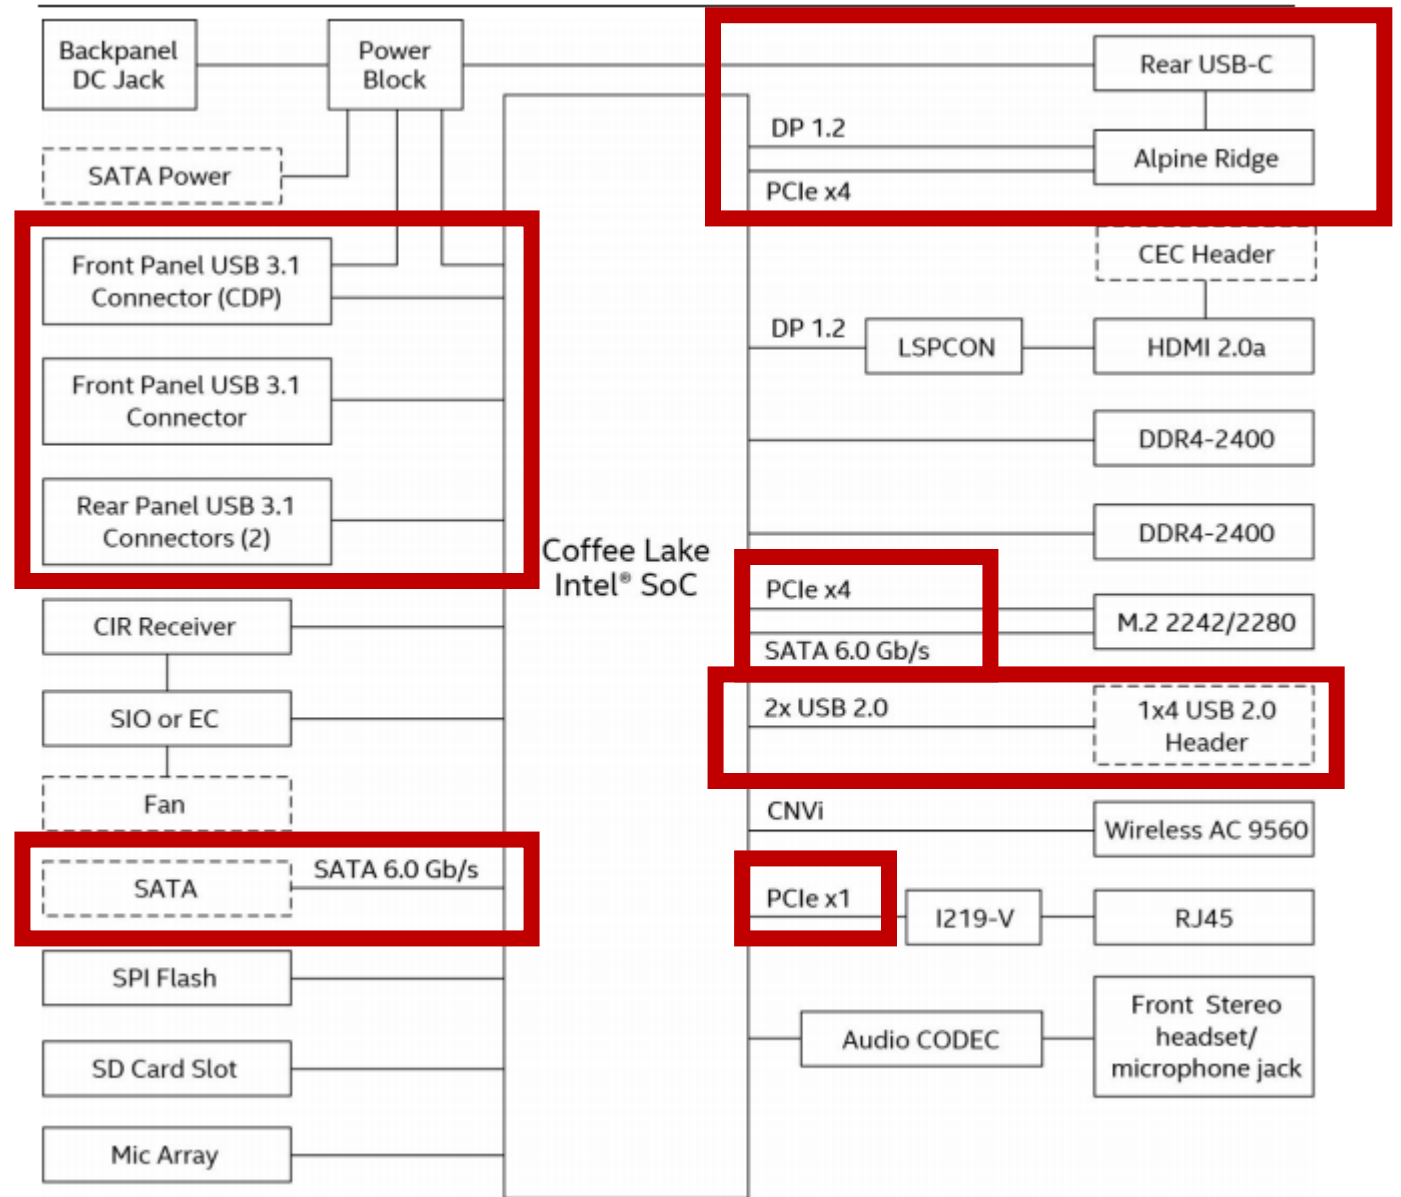 Backpanel
DC Jack
Power
Block
SATA Power
Front Panel USB 3.1
Connector (CDP)
Front Panel USB 3.1
Connector
Rear Panel USB 3.1
Connectors (2)
CIR Receiver
SIO or EC
Fan
SATA
SATA 6.0 Gb/s
SPI Flash
SD Card Slot
Mic Array
Coffee Lake
Intel® SoC
Rear USB-C
DP 1.2
Alpine Ridge
PCIe x4
CEC Header
DP 1.2
LSPCON
HDMI 2.0a
DDR4-2400
DDR4-2400
PCIe x4
M.2 2242/2280
SATA 6.0 Gb/s
2x USB 2.0
1x4 USB 2.0
Header
CNVi
Wireless AC 9560
PCIe x1
I219-V
RJ45
Audio CODEC
Front Stereo
headset/
microphone jack